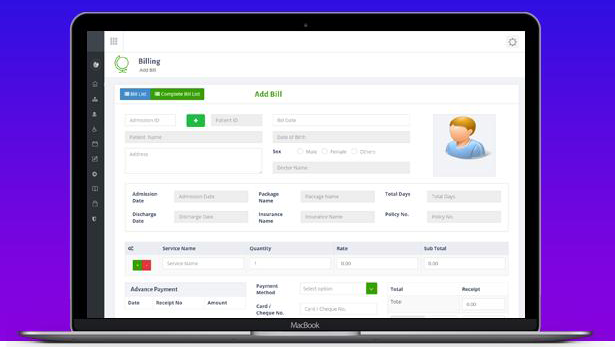 Billing
Add Bill
Bill List Complete Bill List Add Bill
Admission ID Patient ID Bill Date
Patient Name Date of Birth
Address Sex Male Female Others
Doctor Name
Admission Date Admission Date Package Name Package Name Total Days Total Days
Discharge Date Discharge Date Insurance Name Insurance Name Policy No. Policy No.
Service Name Quantity Rate Sub Total
+ - Service Name 1 0.00 0.00
Advance Payment Payment Method Select option Total Receipt
Date Receipt No Amount Card / Cheque No. Card / Cheque No. Total 0.00
MacBook